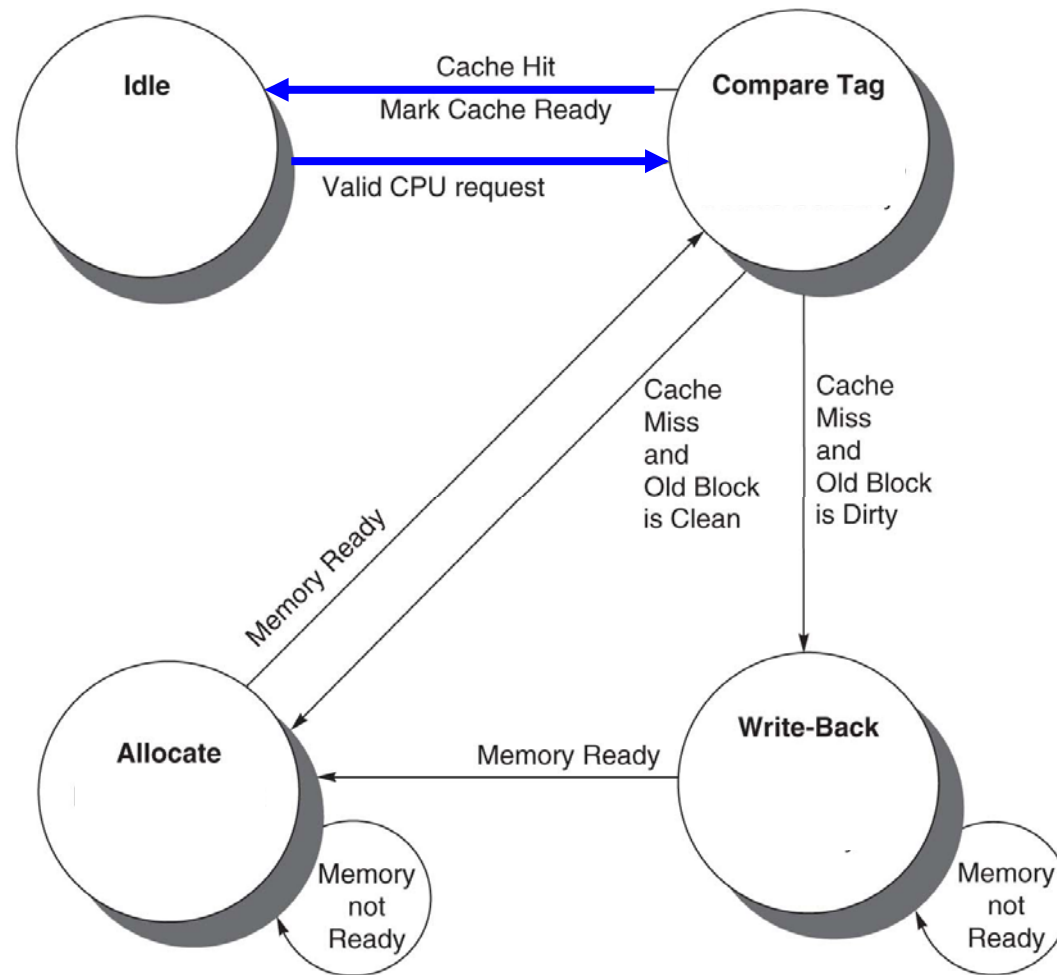 Idle
Cache Hit
Mark Cache Ready
Valid CPU request
Compare Tag
Cache
Miss
and
Old Block
is Clean
Cache
Miss
and
Old Block
is Dirty
Memory Ready
Allocate
Memory Ready
Write-Back
Memory
not
Ready
Memory
not
Ready